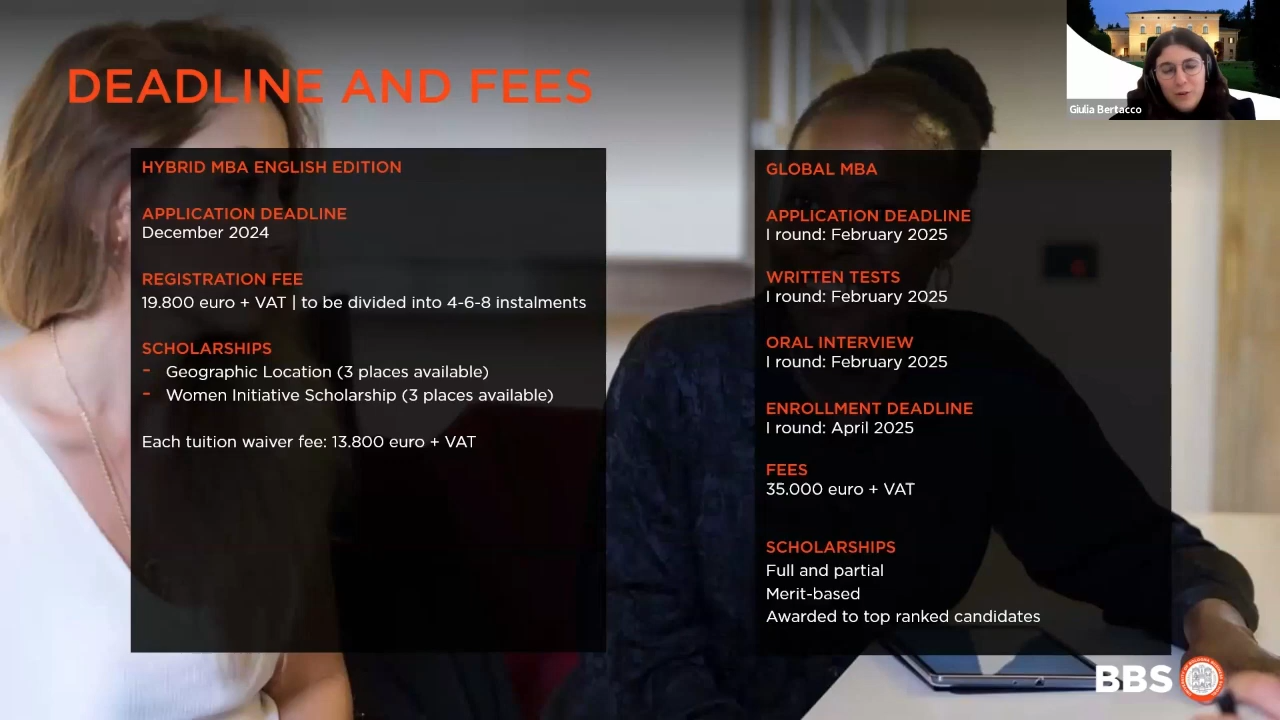 DEADLINE AND FEES
Giulia Bertacco
HYBRID MBA ENGLISH EDITION
APPLICATION DEADLINE
December 2024
REGISTRATION FEE
19.800 euro + VAT | to be divided into 4-6-8 instalments
SCHOLARSHIPS
- Geographic Location (3 places available)
- Women Initiative Scholarship (3 places available)
Each tuition waiver fee: 13.800 euro + VAT
GLOBAL MBA
APPLICATION DEADLINE
I round: February 2025
WRITTEN TESTS
I round: February 2025
ORAL INTERVIEW
I round: February 2025
ENROLLMENT DEADLINE
I round: April 2025
FEES
35.000 euro + VAT
SCHOLARSHIPS
Full and partial
Merit-based
Awarded to top ranked candidates
BBS